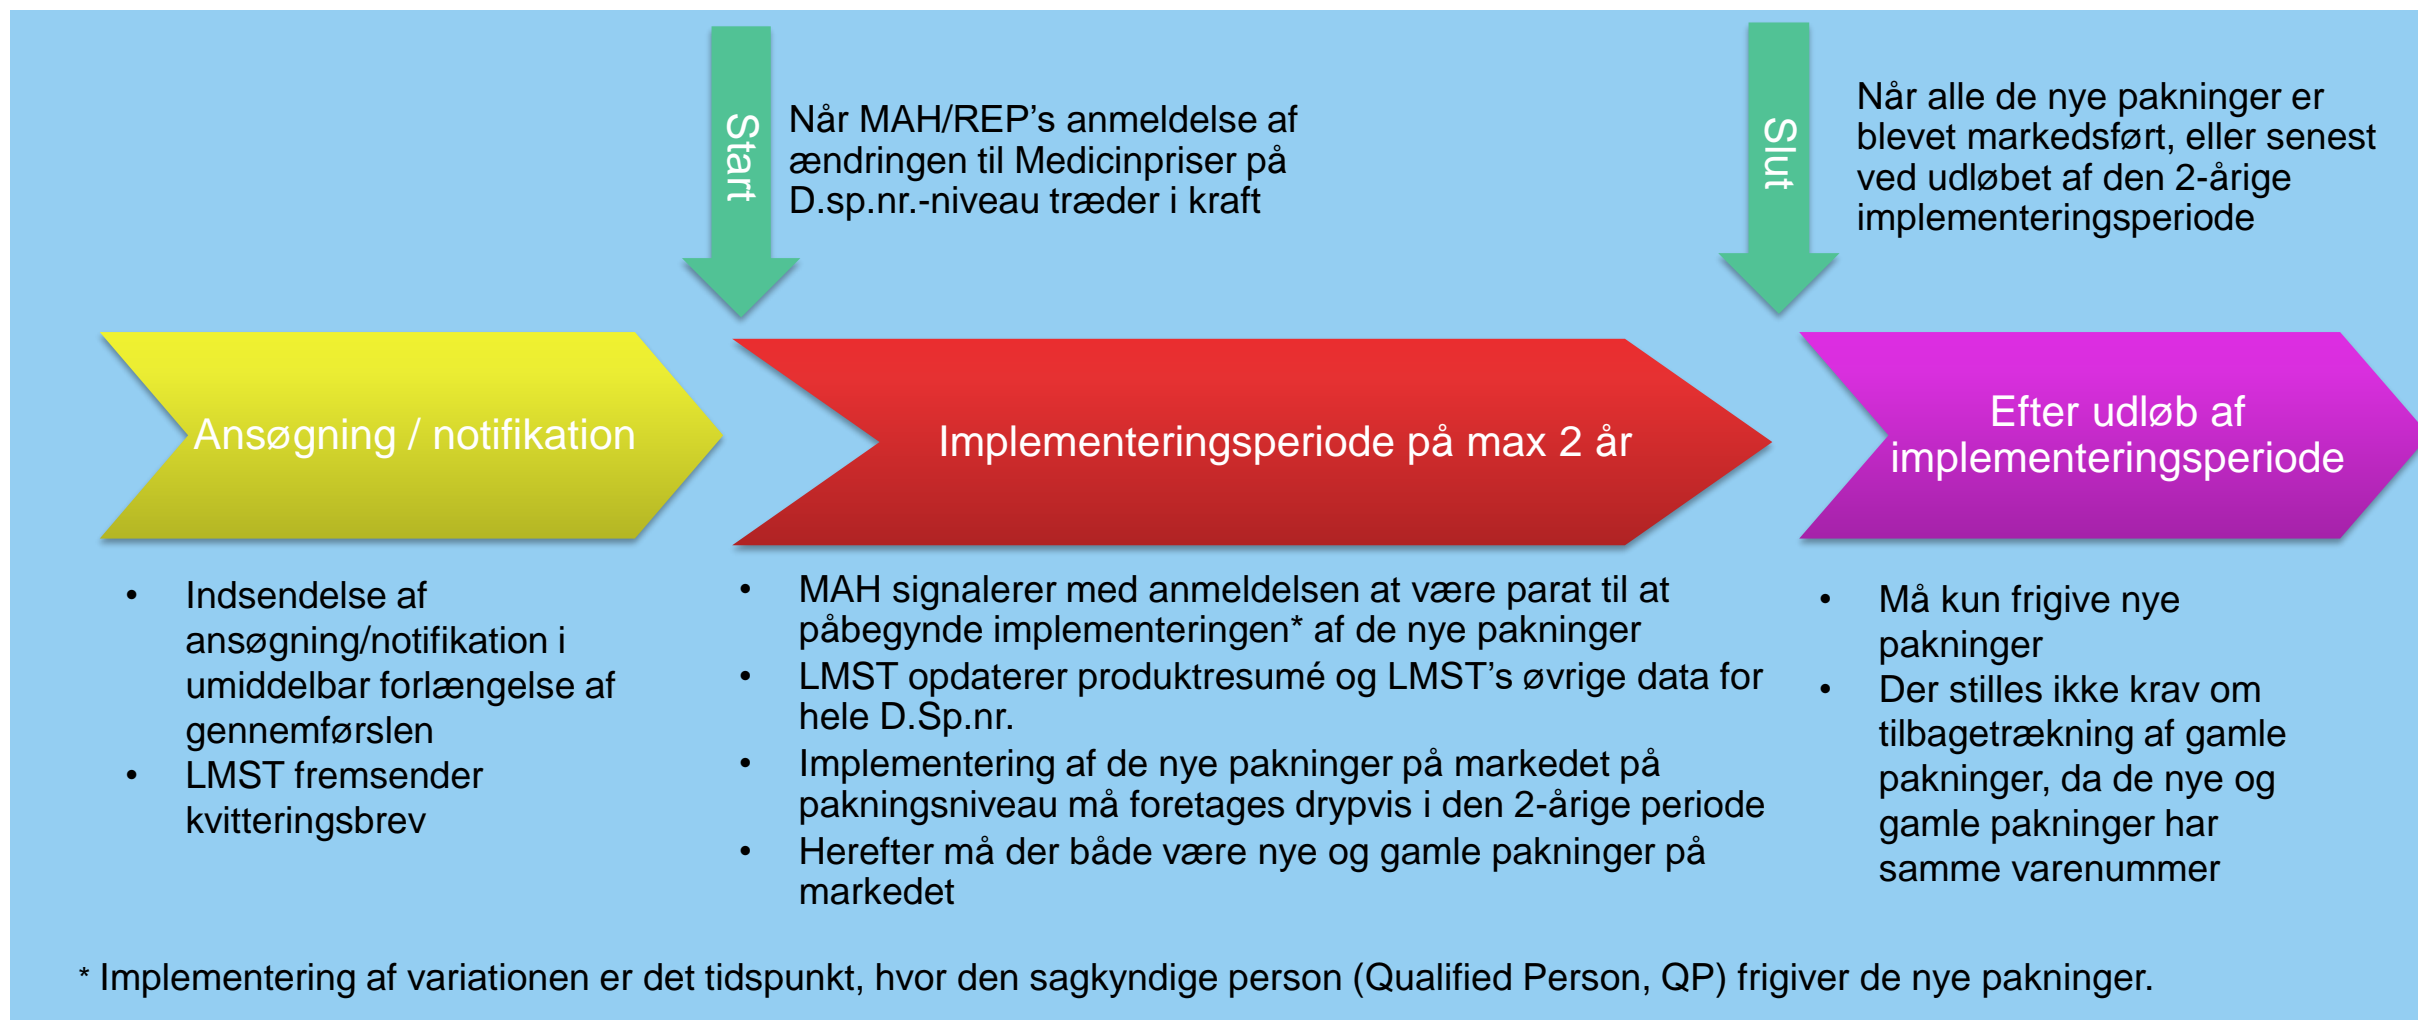 Start
Når MAH/REP’s anmeldelse af
ændringen til Medicinpriser på
D.sp.nr.-niveau træder i kraft
Slut
Når alle de nye pakninger er
blevet markedsført, eller senest
ved udløbet af den 2-årige
implementeringsperiode
Ansøgning / notifikation
Implementeringsperiode på max 2 år
Efter udløb af
implementeringsperiode
• Indsendelse af
ansøgning/notifikation i
umiddelbar forlængelse af
gennemførslen
• LMST fremsender
kvitteringsbrev
• MAH signalerer med anmeldelsen at være parat til at
påbegynde implementeringen* af de nye pakninger
• LMST opdaterer produktresumé og LMST’s øvrige data for
hele D.Sp.nr.
• Implementering af de nye pakninger på markedet på
pakningsniveau må foretages drypvis i den 2-årige periode
• Herefter må der både være nye og gamle pakninger på
markedet
• Må kun frigive nye
pakninger
• Der stilles ikke krav om
tilbagetrækning af gamle
pakninger, da de nye og
gamle pakninger har
samme varenummer
* Implementering af variationen er det tidspunkt, hvor den sagkyndige person (Qualified Person, QP) frigiver de nye pakninger.